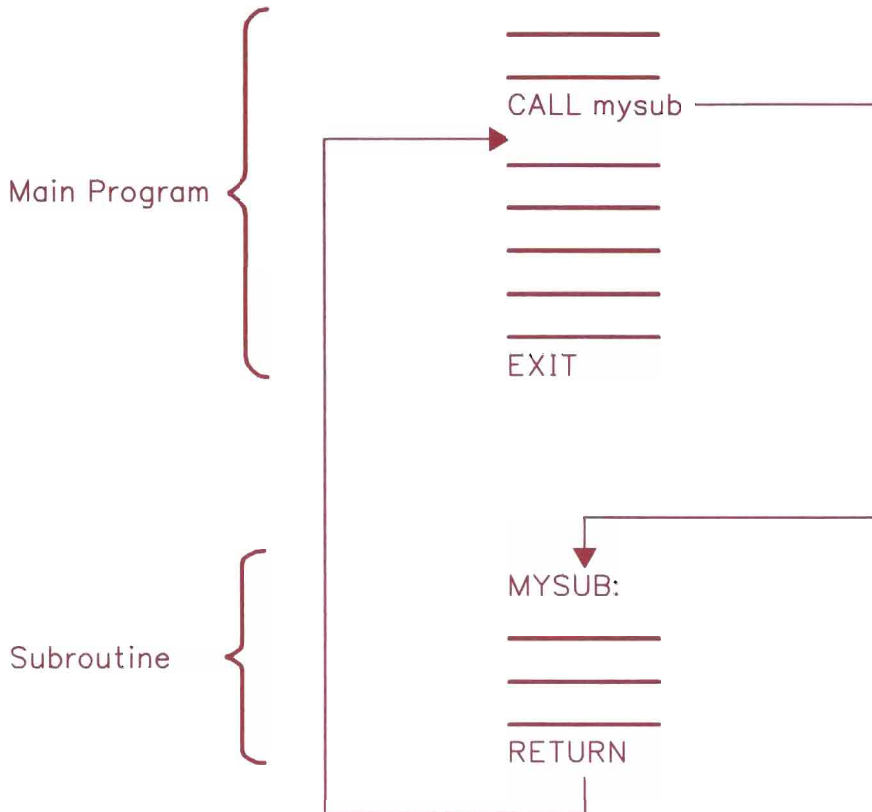 CALL mysub
Main Program
EXIT
MYSUB:
Subroutine
RETURN